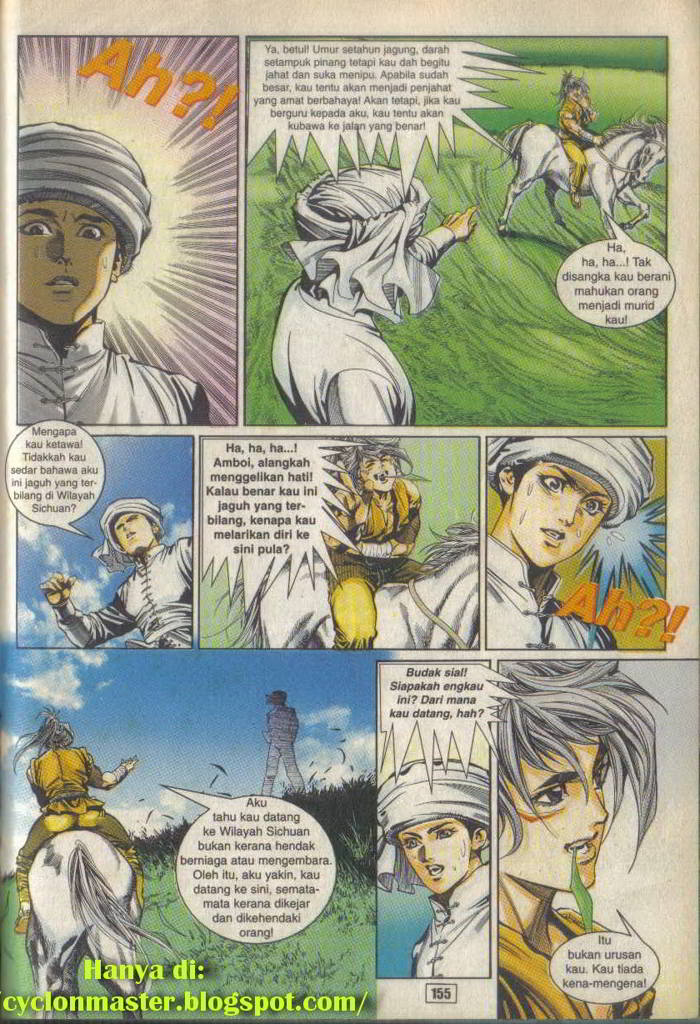 Ah?!
Ya, betul! Umur setahun jagung, darah
setampuk pinang tetapi kau dah begitu
jahat dan suka menipu. Apabila sudah
besar, kau tentu akan menjadi penjahat
yang amat berbahaya! Akan tetapi, jika kau
berguru kepada aku, kau tentu akan
kubawa ke jalan yang benar!
Ha,
ha, ha...! Tak
disangka kau berani
mahukan orang
menjadi murid
kau!
Mengapa
kau ketawa!
Tidakkah kau
sedar bahawa aku
ini jaguh yang ter-
bilang di Wilayah
Sichuan?
Ha, ha, ha...!
Amboi, alangkah
menggelikan hati!
Kalau benar kau ini
jaguh yang ter-
bilang, kenapa kau
melarikan diri ke
sini pula?
Ah?!
Aku
tahu kau datang
ke Wilayah Sichuan
bukan kerana hendak
berniaga atau mengembara.
Oleh itu, aku yakin, kau
datang ke sini, semata-
mata kerana dikejar
dan dikehendaki
orang!
Budak sial!
Siapakah engkau
ini? Dari mana
kau datang, hah?
Itu
bukan urusan
kau. Kau tiada
kena-mengena!
155
Hanya di:
/cyclonmaster.blogspot.com/